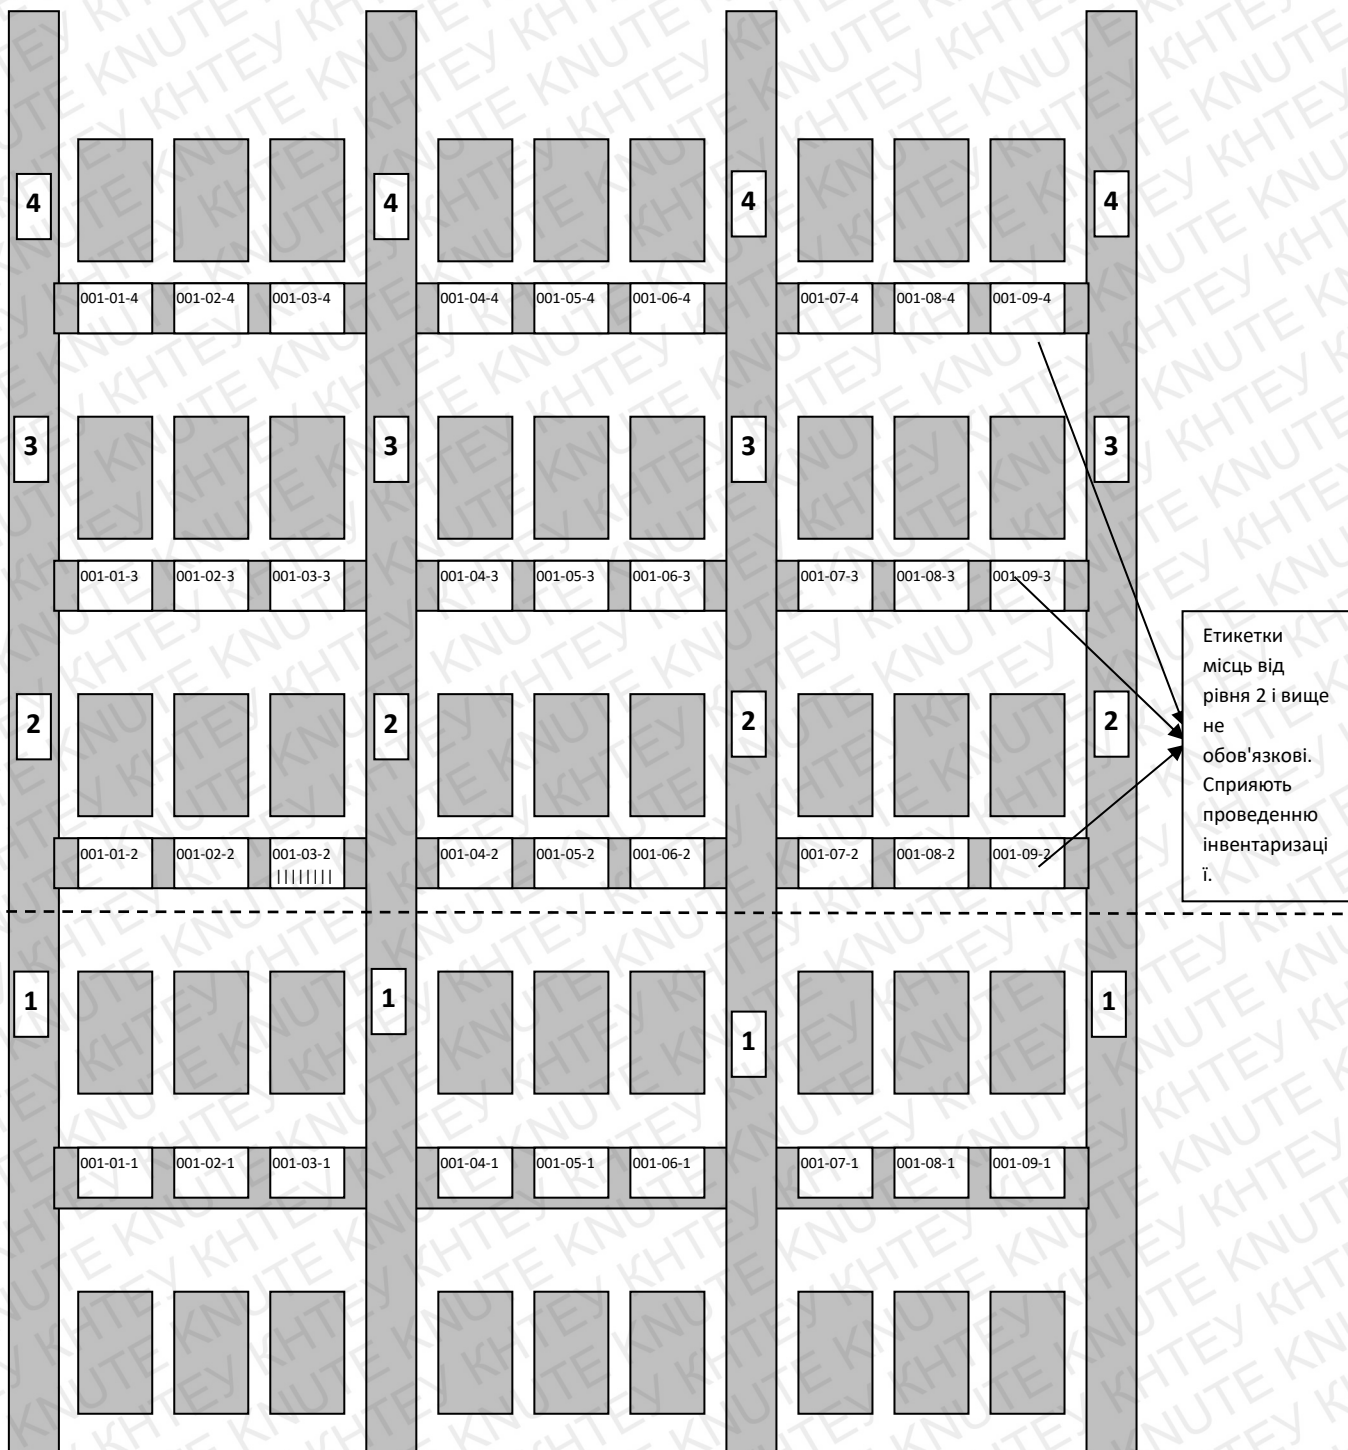 4 4 4 4
001-01-4 001-02-4 001-03-4 001-04-4 001-05-4 001-06-4 001-07-4 001-08-4 001-09-4
3 3 3 3
001-01-3 001-02-3 001-03-3 001-04-3 001-05-3 001-06-3 001-07-3 001-08-3 001-09-3
Етикетки
місць від
рівня 2 і вище
не
обов'язкові.
Сприяють
проведенню
інвентаризаці
ї.
2 2 2 2
001-01-2 001-02-2 001-03-2 001-04-2 001-05-2 001-06-2 001-07-2 001-08-2 001-09-2
1 1 1 1
001-01-1 001-02-1 001-03-1 001-04-1 001-05-1 001-06-1 001-07-1 001-08-1 001-09-1
KNUTE КНТЕУ